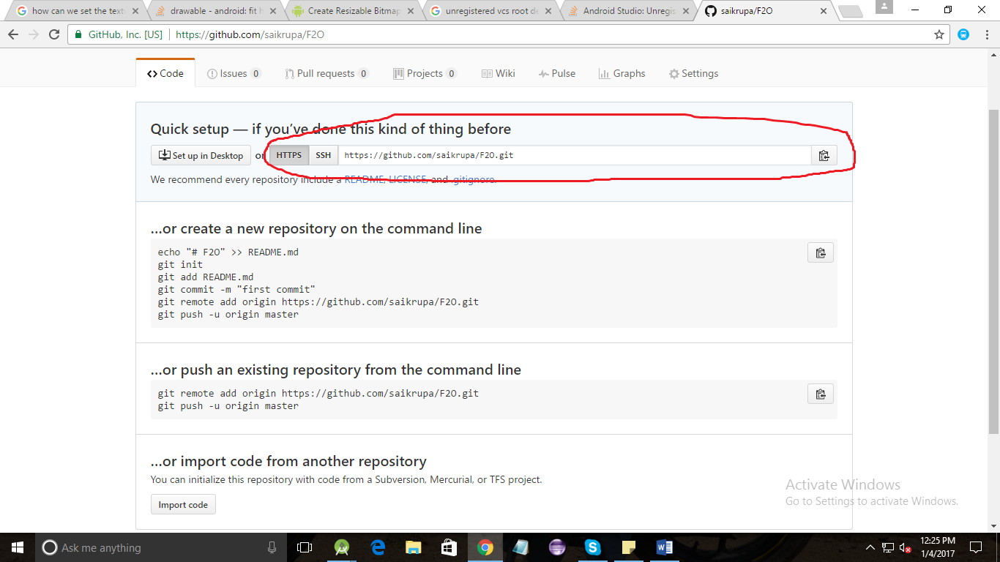 how can we set the text
drawable - android: fit h
Create Resizable Bitmap
unregistered vcs root de
Android Studio: Unregis
saikrupa/F2O
GitHub, Inc. [US] https://github.com/saikrupa/F2O
Code Issues 0 Pull requests 0 Projects 0 Wiki Pulse Graphs Settings
Quick setup — if you’ve done this kind of thing before
Set up in Desktop or HTTPS SSH https://github.com/saikrupa/F2O.git
We recommend every repository include a README, LICENSE, and .gitignore.
…or create a new repository on the command line
echo "# F2O" >> README.md
git init
git add README.md
git commit -m "first commit"
git remote add origin https://github.com/saikrupa/F2O.git
git push -u origin master
…or push an existing repository from the command line
git remote add origin https://github.com/saikrupa/F2O.git
git push -u origin master
…or import code from another repository
You can initialize this repository with code from a Subversion, Mercurial, or TFS project.
Import code
Activate Windows
Go to Settings to activate Windows.
Ask me anything
12:25 PM
1/4/2017